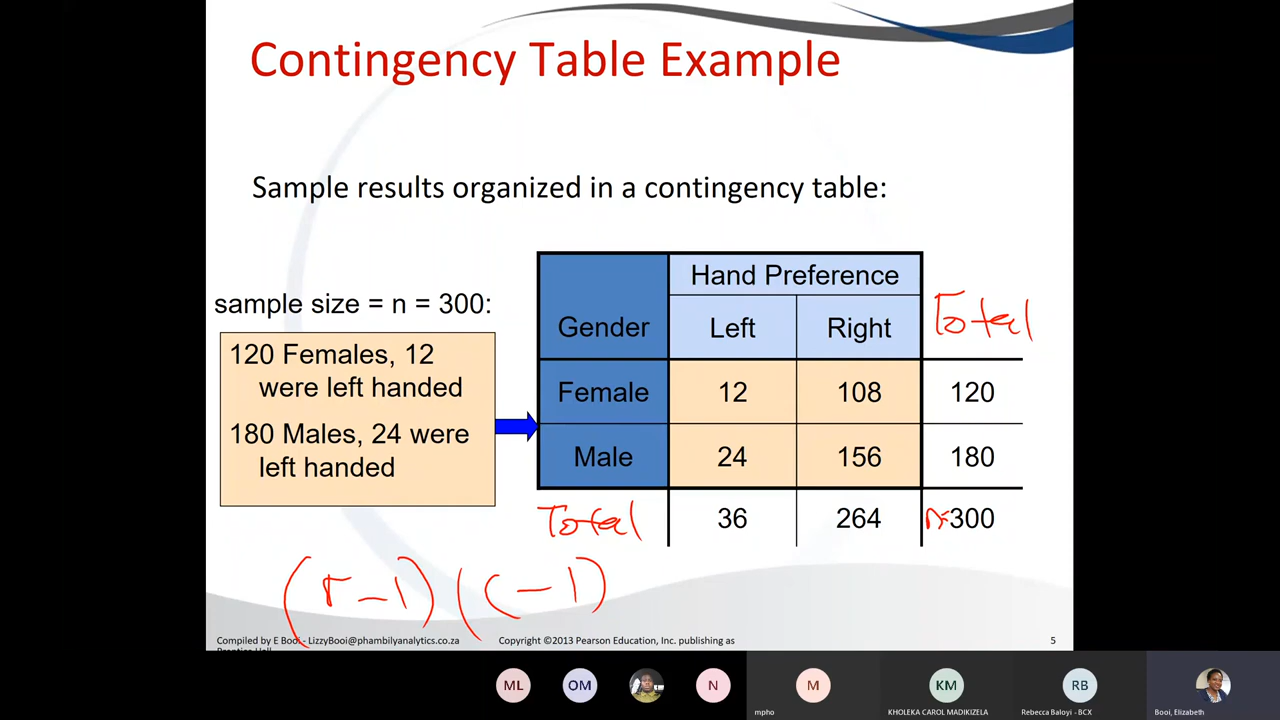 Contingency Table Example
Sample results organized in a contingency table:
sample size = n = 300:
120 Females, 12
were left handed
180 Males, 24 were
left handed
Hand Preference
Gender Left Right Total
Female 12 108 120
Male 24 156 180
Total 36 264 n=300
(r-1)(c-1)
Compiled by E Booi - LizzyBooi@phambilyanalytics.co.za Copyright ©2013 Pearson Education, Inc. publishing as 5
Prentice Hall
ML OM N M KM RB
mpho KHOLEKA CAROL MADIKIZELA Rebecca Baloyi - BCX Booi, Elizabeth